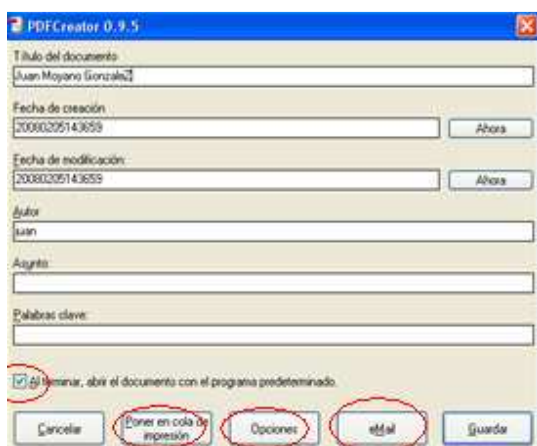 PDFCreator 0.9.5
Título del documento
Juan Moyano GonzaleZ
Fecha de creación
20080205143659
Ahora
Fecha de modificación:
20080205143659
Ahora
Autor
juan
Asunto:
Palabras clave:
Al terminar, abrir el documento con el programa predeterminado.
Cancelar
Poner en cola de
impresión
Opciones
eMail
Guardar